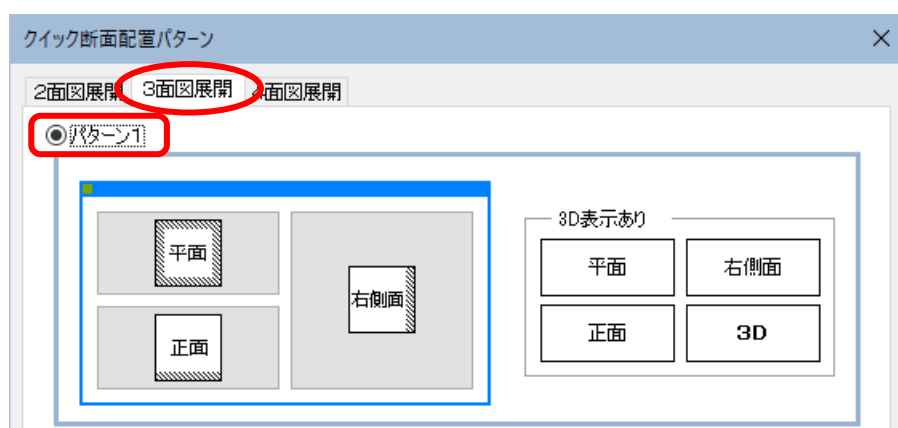 クイック断面配置パターン
2面図展開 3面図展開 4面図展開
パターン1
平面
右側面
正面
3D表示あり
平面 右側面
正面 3D